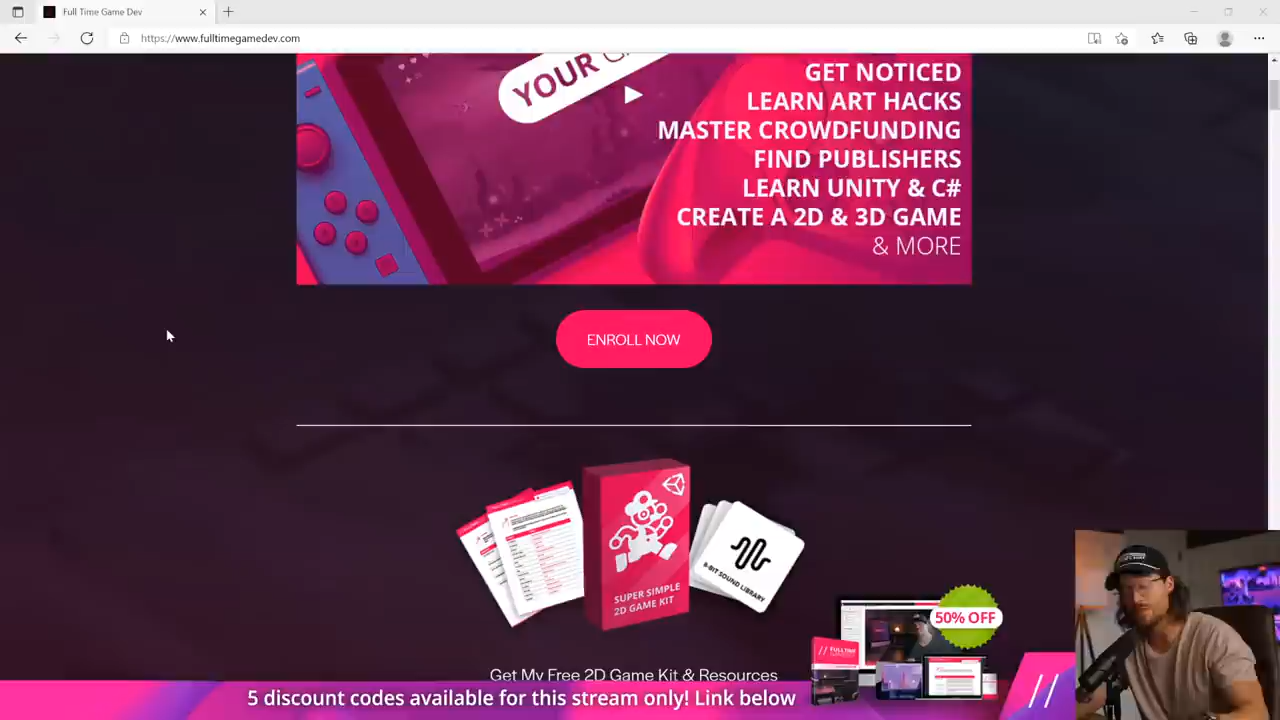 Full Time Game Dev
https://www.fulltimegamedev.com
YOUR
GET NOTICED
LEARN ART HACKS
MASTER CROWDFUNDING
FIND PUBLISHERS
LEARN UNITY & C#
CREATE A 2D & 3D GAME
& MORE
ENROLL NOW
SUPER SIMPLE
2D GAME KIT
8-BIT SOUND LIBRARY
Get My Free 2D Game Kit & Resources
50% OFF
// FULLTIME
5 discount codes available for this stream only! Link below
//